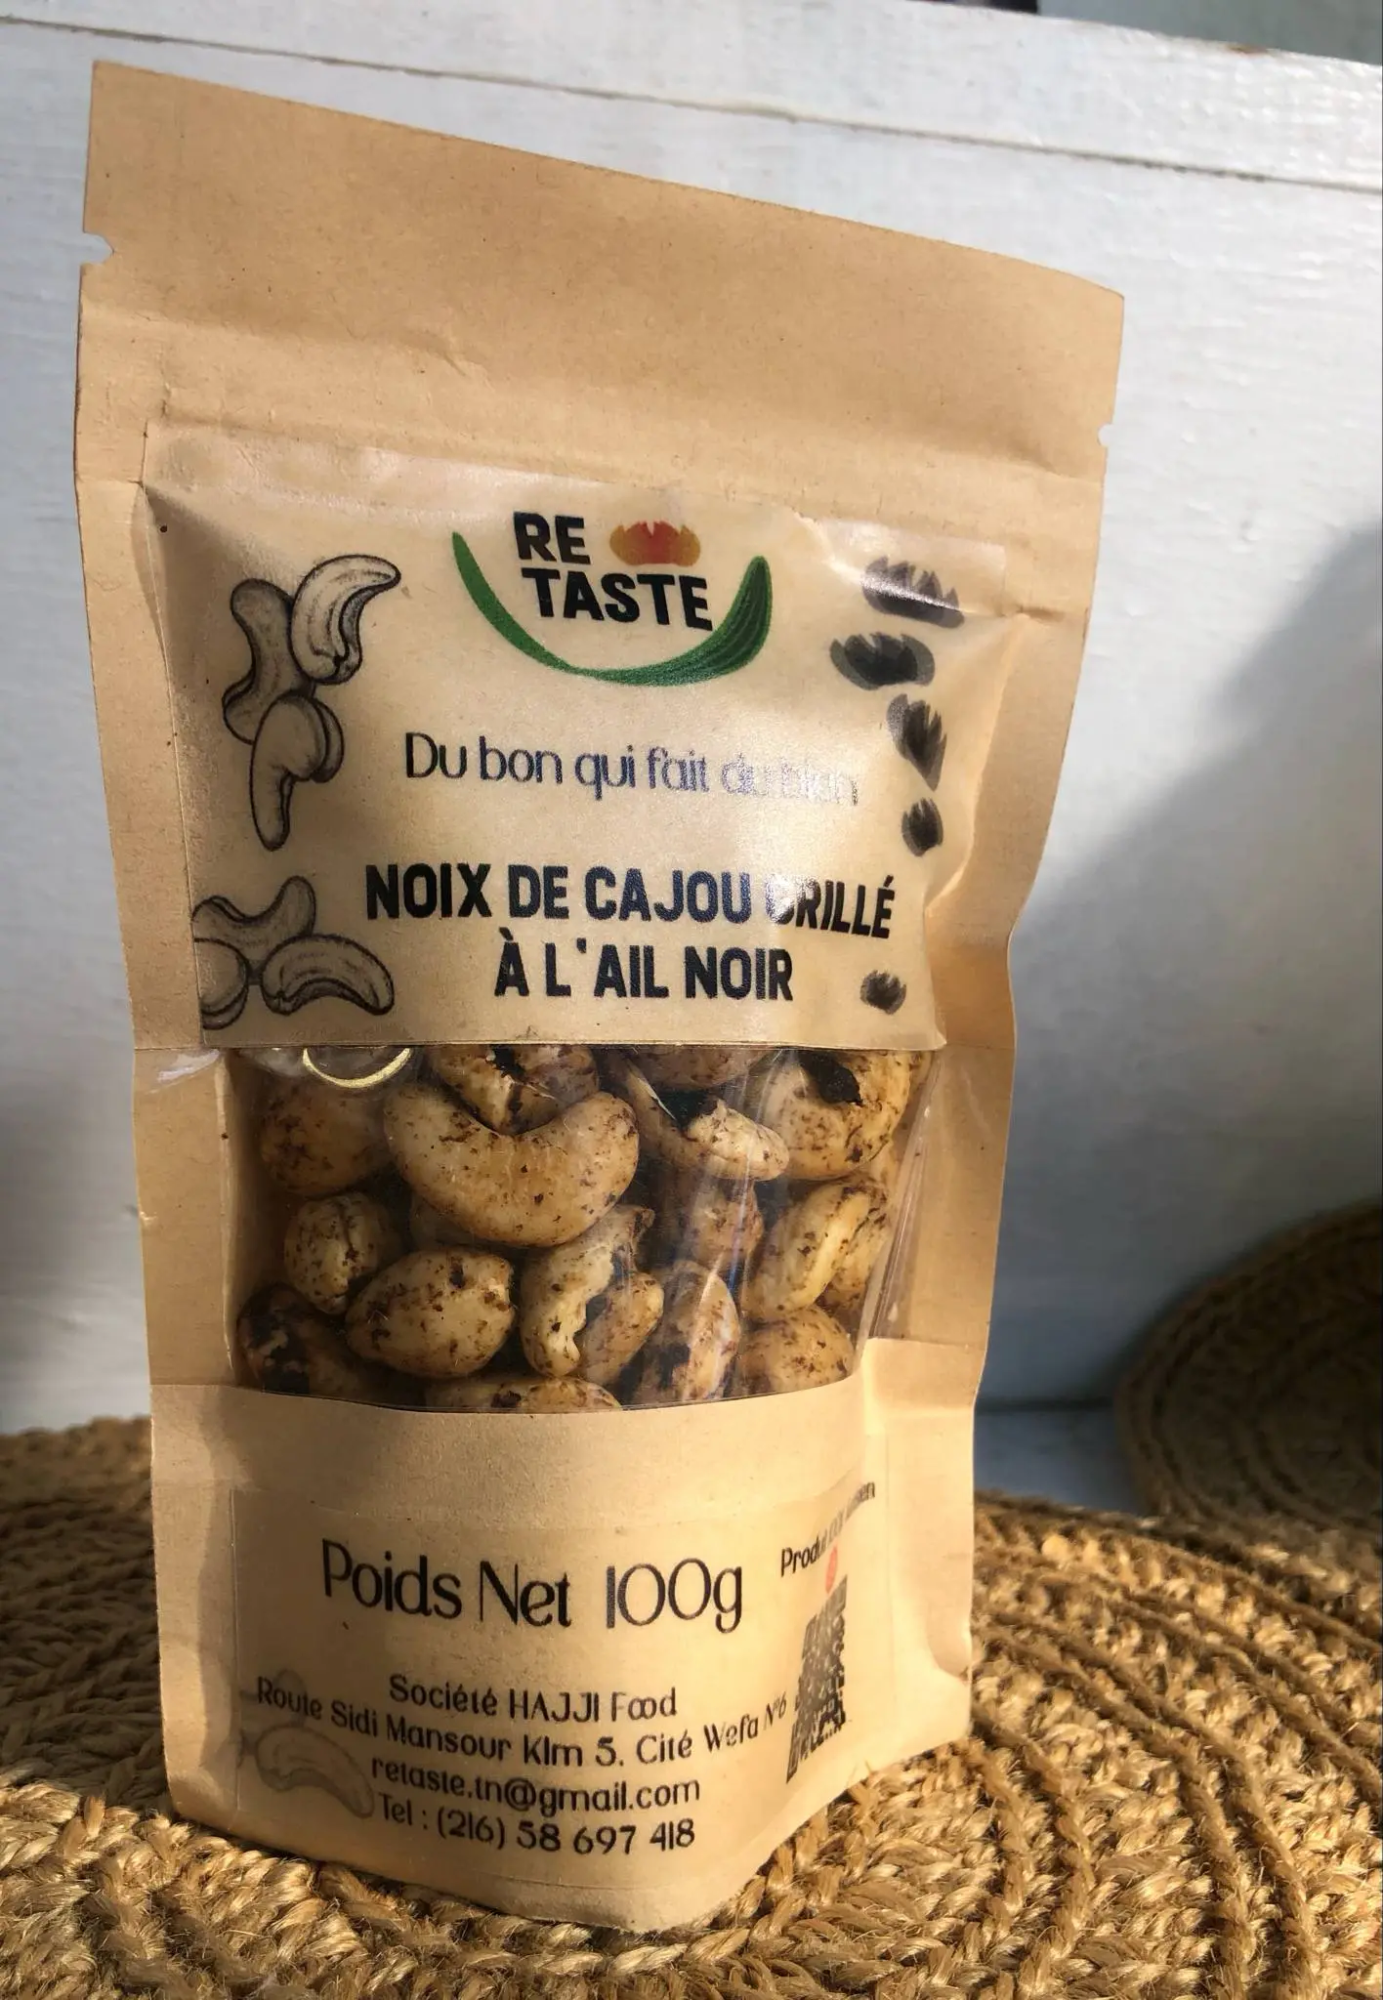 RE
TASTE
Du bon qui fait du bien
NOIX DE CAJOU GRILLÉ
À L'AIL NOIR
Poids Net 100g
Produit
Société HAJJI Food
Route Sidi Mansour Klm 5. Cité Wefa N°6
retaste.tn@gmail.com
Tel : (216) 58 697 418